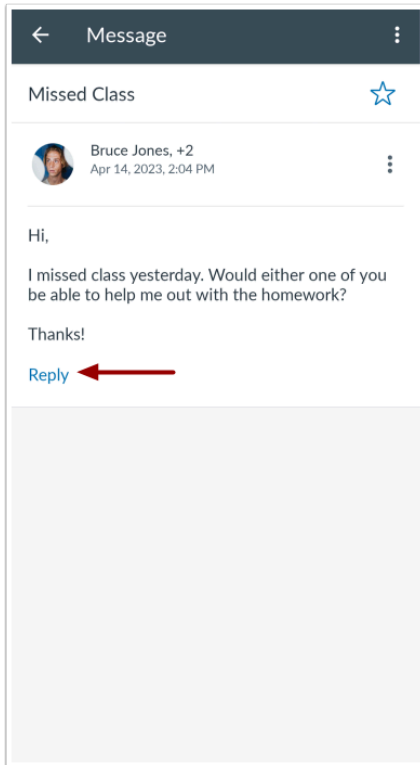 Message
Missed Class
Bruce Jones, +2
Apr 14, 2023, 2:04 PM
Hi,
I missed class yesterday. Would either one of you
be able to help me out with the homework?
Thanks!
Reply